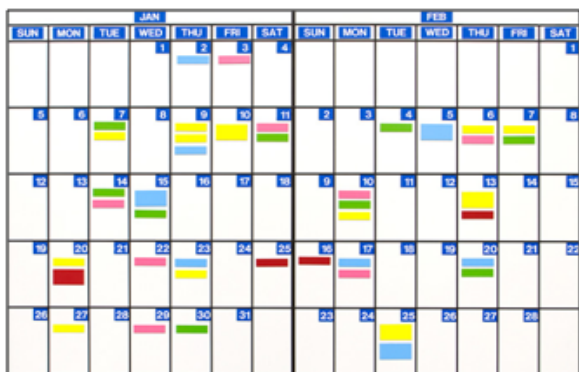 JAN FEB
SUN MON TUE WED THU FRI SAT SUN MON TUE WED THU FRI SAT
1 2 3 4 1
5 6 7 8 9 10 11 2 3 4 5 6 7 8
12 13 14 15 16 17 18 9 10 11 12 13 14 15
19 20 21 22 23 24 25 16 17 18 19 20 21 22
26 27 28 29 30 31 23 24 25 26 27 28